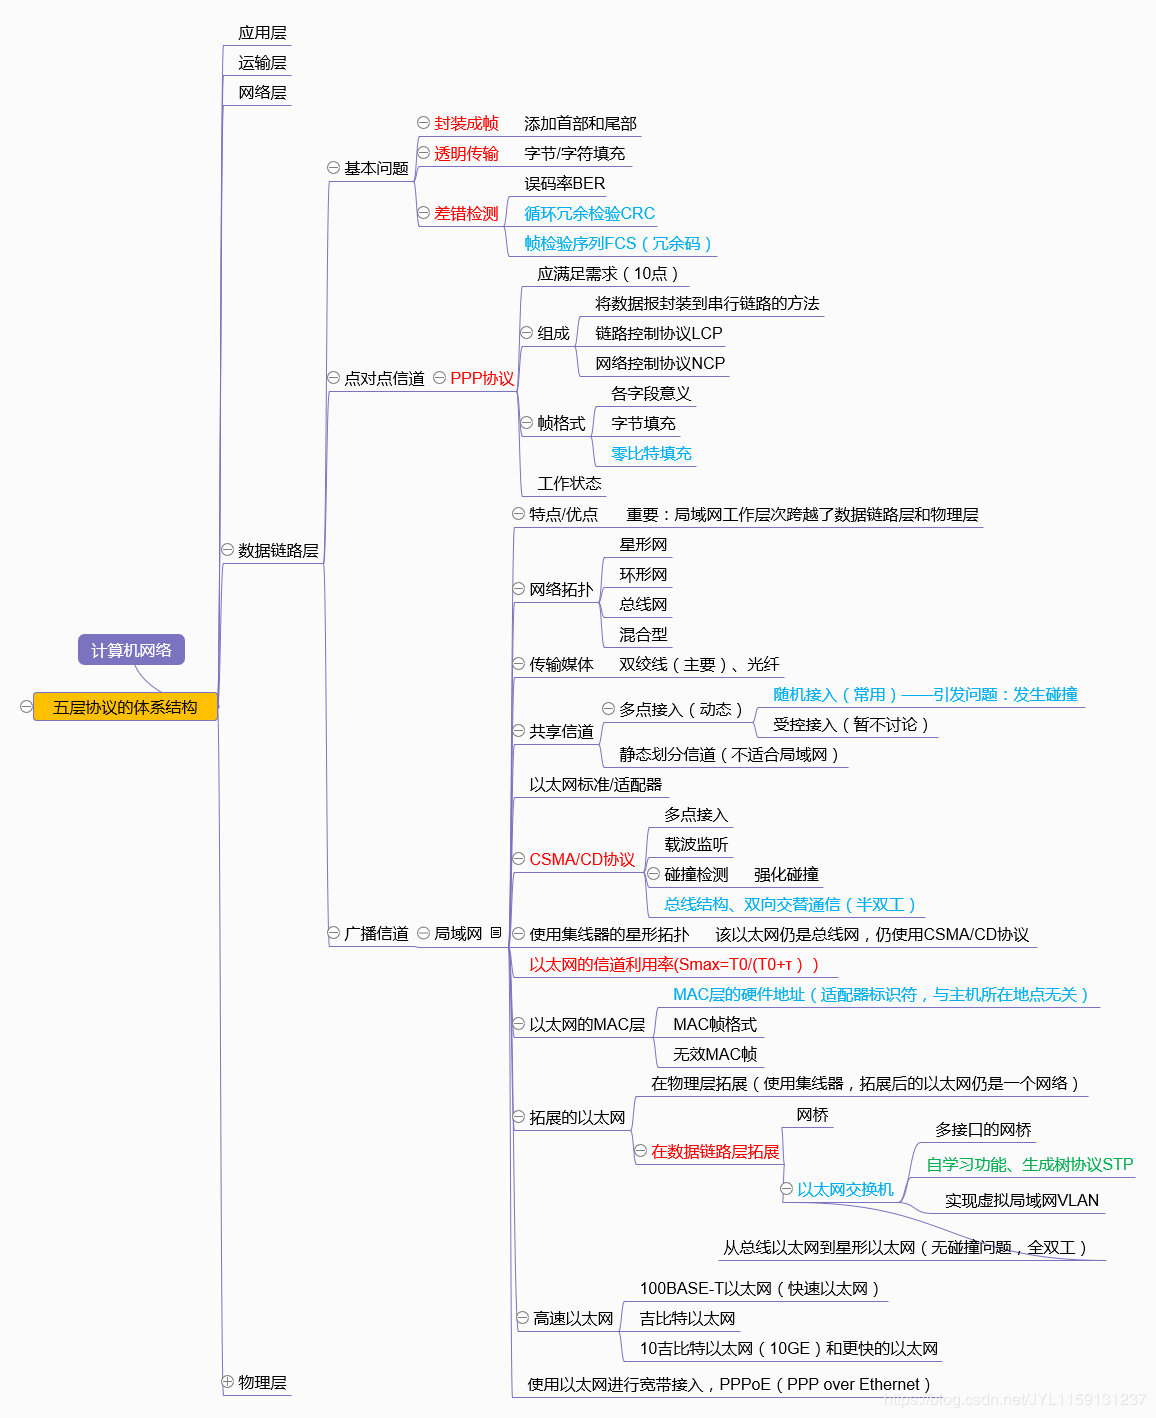 应用层
运输层
网络层
封装成帧 添加首部和尾部
透明传输 字节/字符填充
基本问题
误码率BER
差错检测 循环冗余检验CRC
帧检验序列FCS（冗余码）
应满足需求（10点）
将数据报封装到串行链路的方法
组成 链路控制协议LCP
网络控制协议NCP
点对点信道 PPP协议
各字段意义
帧格式 字节填充
零比特填充
工作状态
特点/优点 重要：局域网工作层次跨越了数据链路层和物理层
数据链路层
星形网
环形网
网络拓扑
总线网
混合型
计算机网络
传输媒体 双绞线（主要）、光纤
随机接入（常用）——引发问题：发生碰撞
五层协议的体系结构
多点接入（动态）
受控接入（暂不讨论）
共享信道
静态划分信道（不适合局域网）
以太网标准/适配器
多点接入
载波监听
CSMA/CD协议
碰撞检测 强化碰撞
总线结构、双向交替通信（半双工）
广播信道 局域网
使用集线器的星形拓扑 该以太网仍是总线网，仍使用CSMA/CD协议
以太网的信道利用率(Smax=T0/(T0+τ））
MAC层的硬件地址（适配器标识符，与主机所在地点无关）
以太网的MAC层 MAC帧格式
无效MAC帧
在物理层拓展（使用集线器，拓展后的以太网仍是一个网络）
拓展的以太网
网桥
在数据链路层拓展
多接口的网桥
自学习功能、生成树协议STP
以太网交换机
实现虚拟局域网VLAN
从总线以太网到星形以太网（无碰撞问题，全双工）
100BASE-T以太网（快速以太网）
高速以太网 吉比特以太网
10吉比特以太网（10GE）和更快的以太网
物理层
使用以太网进行宽带接入，PPPoE（PPP over Ethernet）
https://blog.csdn.net/JYL1159131237